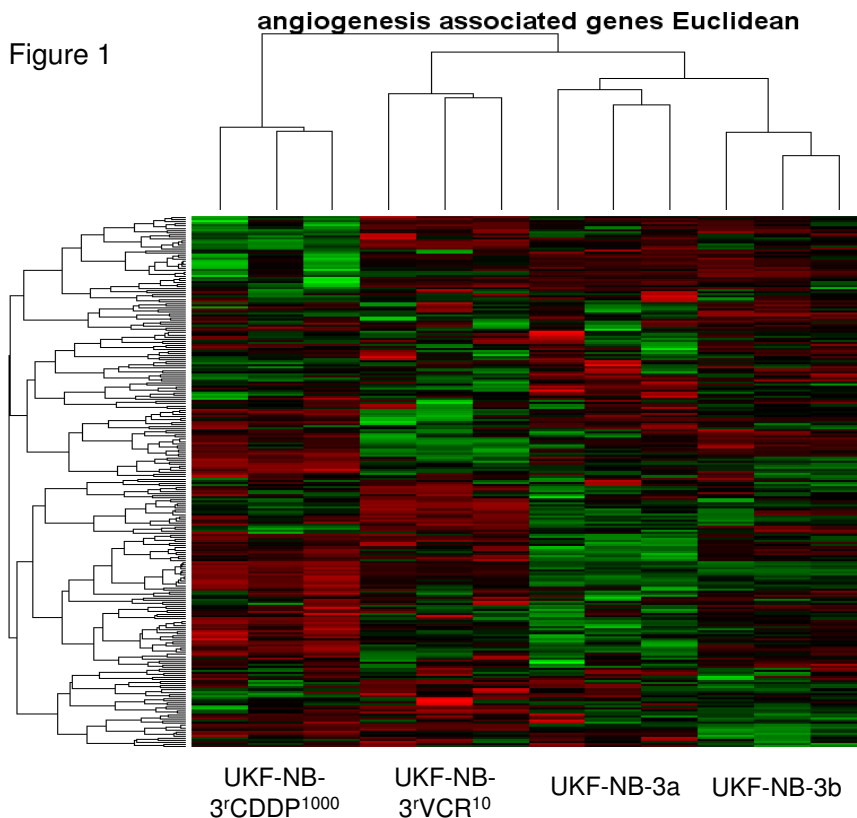 angiogenesis associated genes Euclidean
Figure 1
UKF-NB-
3ʳCDDP¹⁰⁰⁰
UKF-NB-
3ʳVCR¹⁰
UKF-NB-3a
UKF-NB-3b